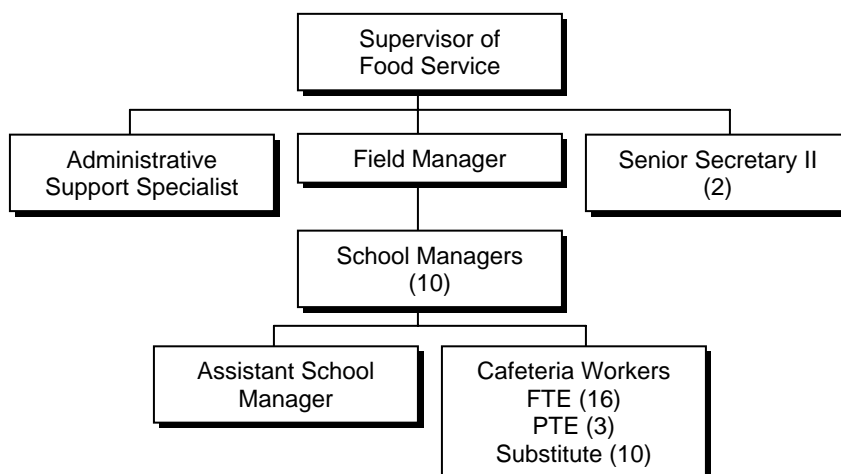 Supervisor of
Food Service
Administrative
Support Specialist
Field Manager
Senior Secretary II
(2)
School Managers
(10)
Assistant School
Manager
Cafeteria Workers
FTE (16)
PTE (3)
Substitute (10)